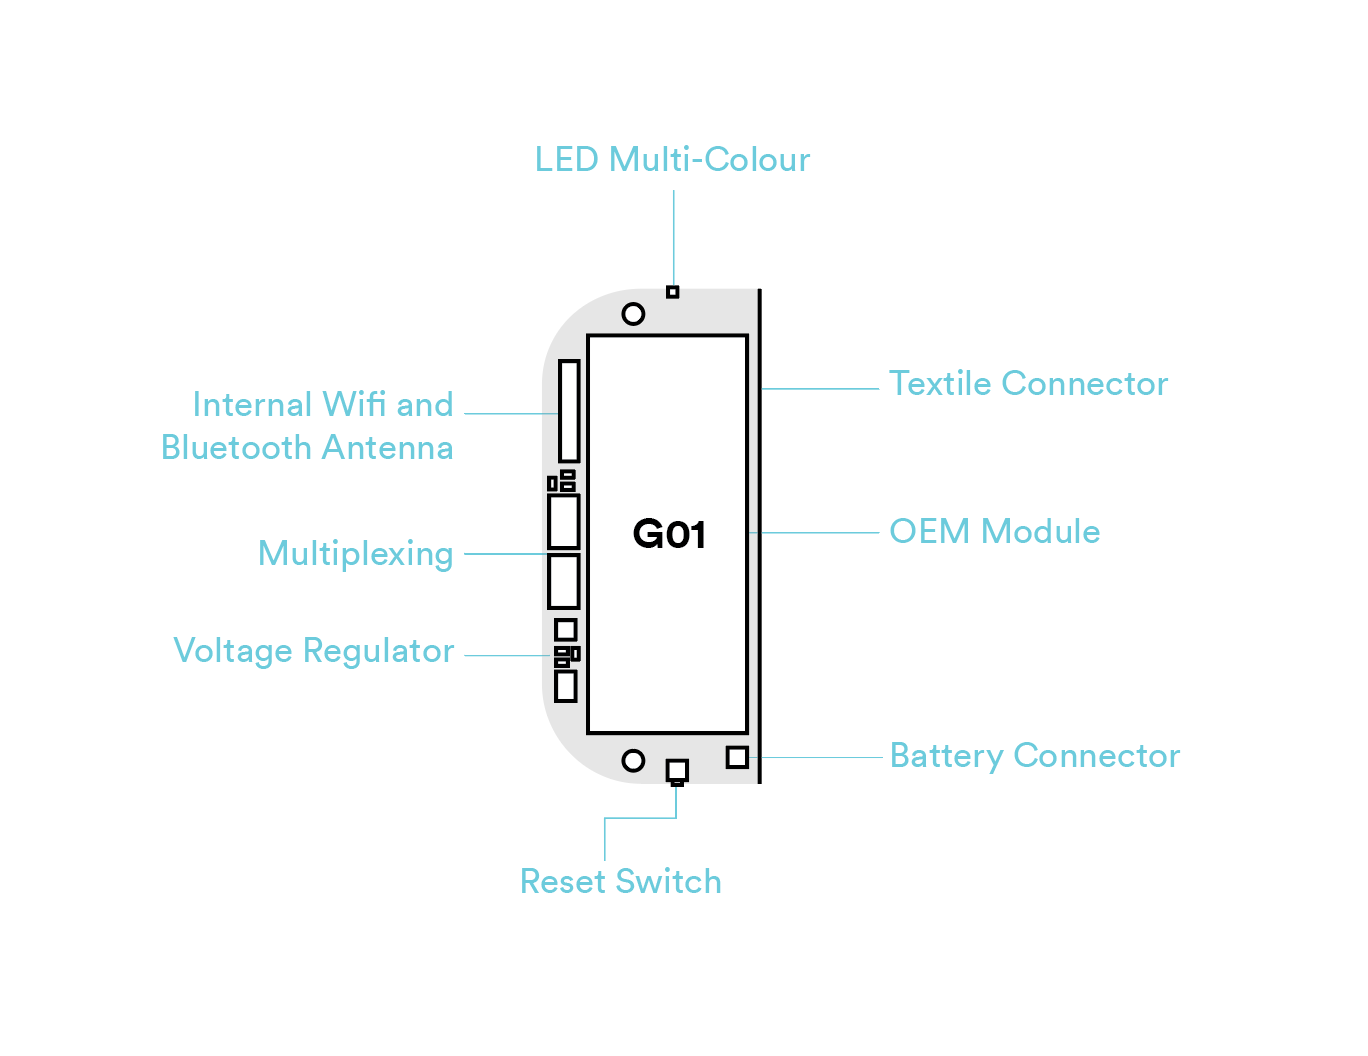 LED Multi-Colour
Internal Wifi and
Bluetooth Antenna
Multiplexing
Voltage Regulator
G01
Textile Connector
OEM Module
Battery Connector
Reset Switch